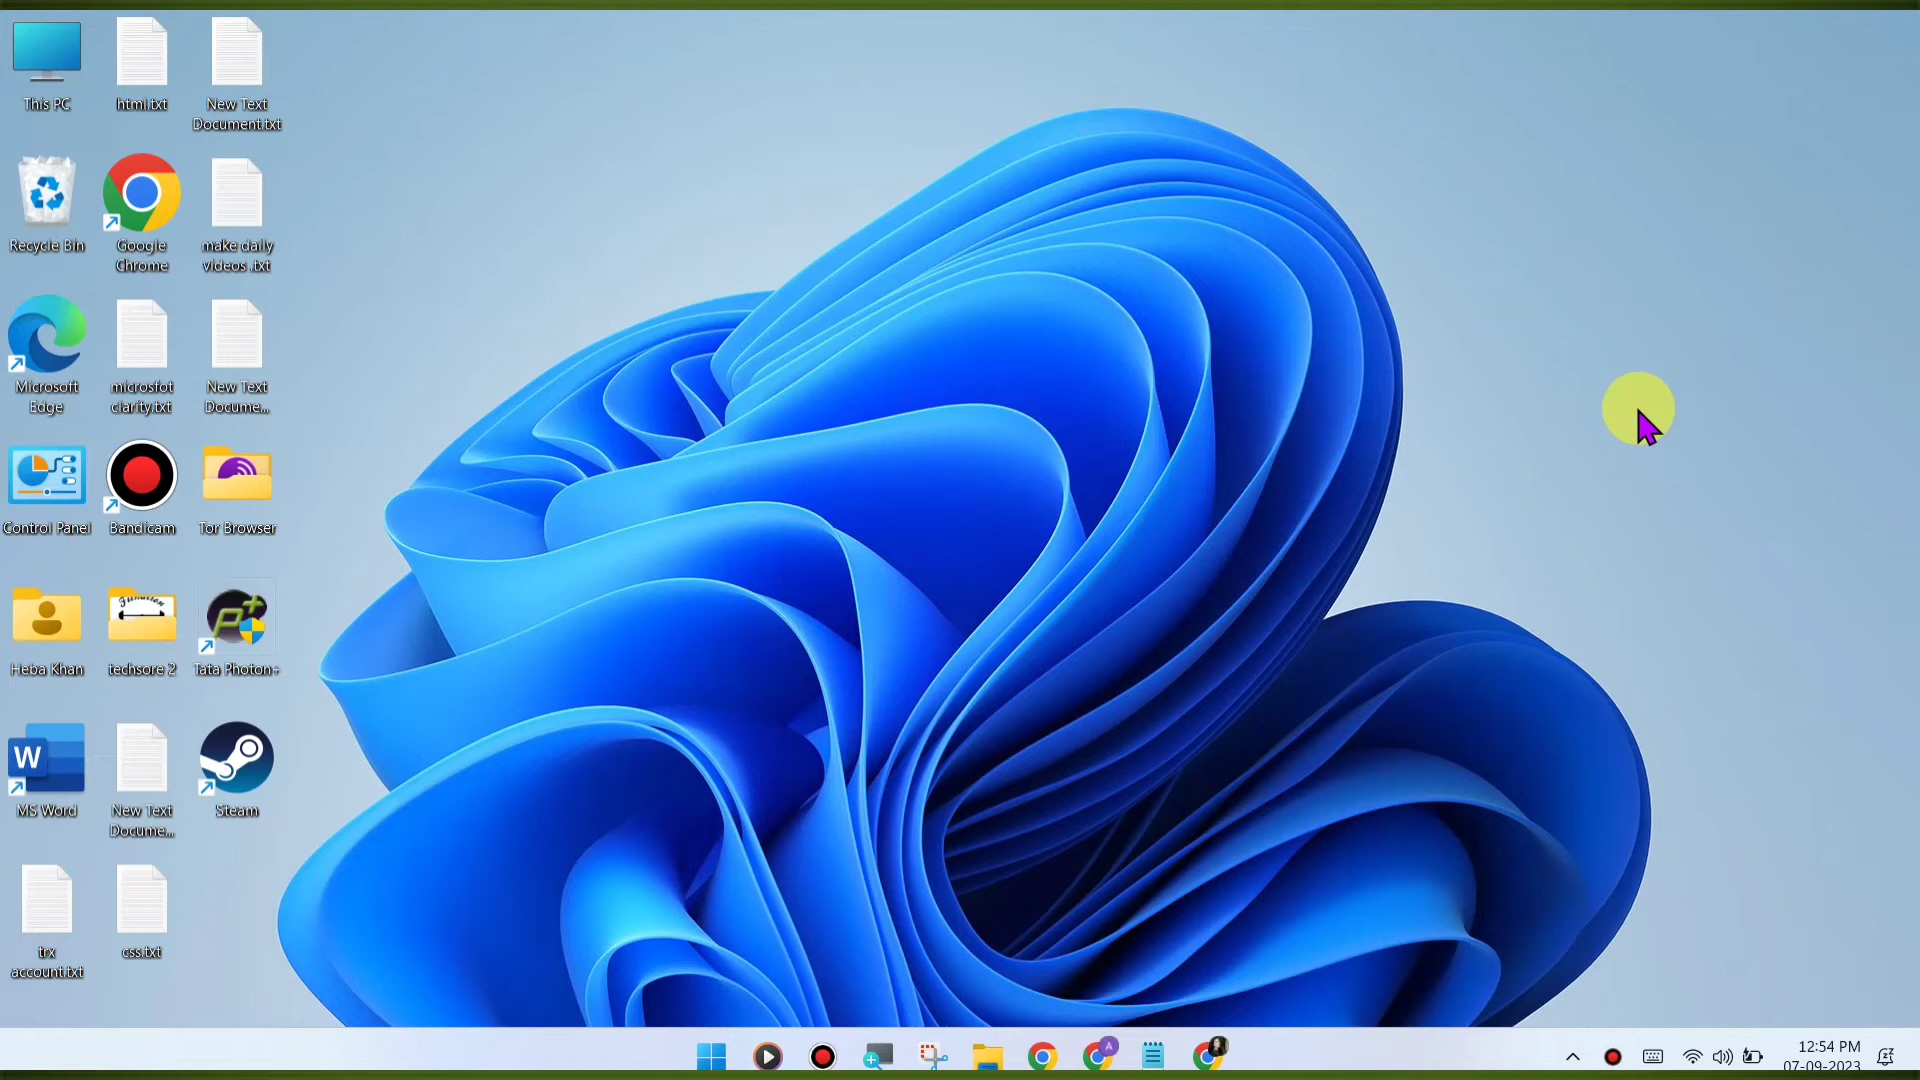 This PC
html.txt
New Text
Document.txt
Recycle Bin
Google
Chrome
make daily
videos .txt
Microsoft
Edge
microsfot
clarity.txt
New Text
Docume...
Control Panel
Bandicam
Tor Browser
Heba Khan
techsore 2
Tata Photon+
W
MS Word
New Text
Docume...
Steam
trx
account.txt
css.txt
A
12:54 PM
07-09-2023